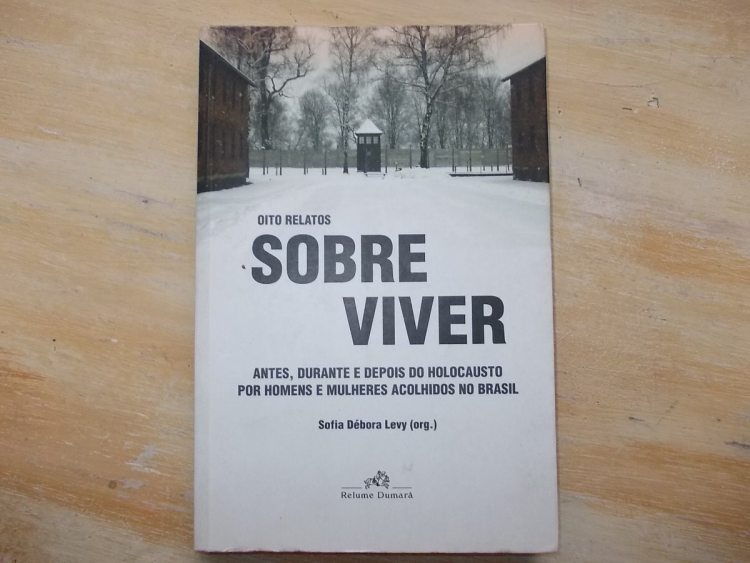 OITO RELATOS
SOBRE
VIVER
ANTES, DURANTE E DEPOIS DO HOLOCAUSTO
POR HOMENS E MULHERES ACOLHIDOS NO BRASIL
Sofia Débora Levy (org.)
Relume Dumará